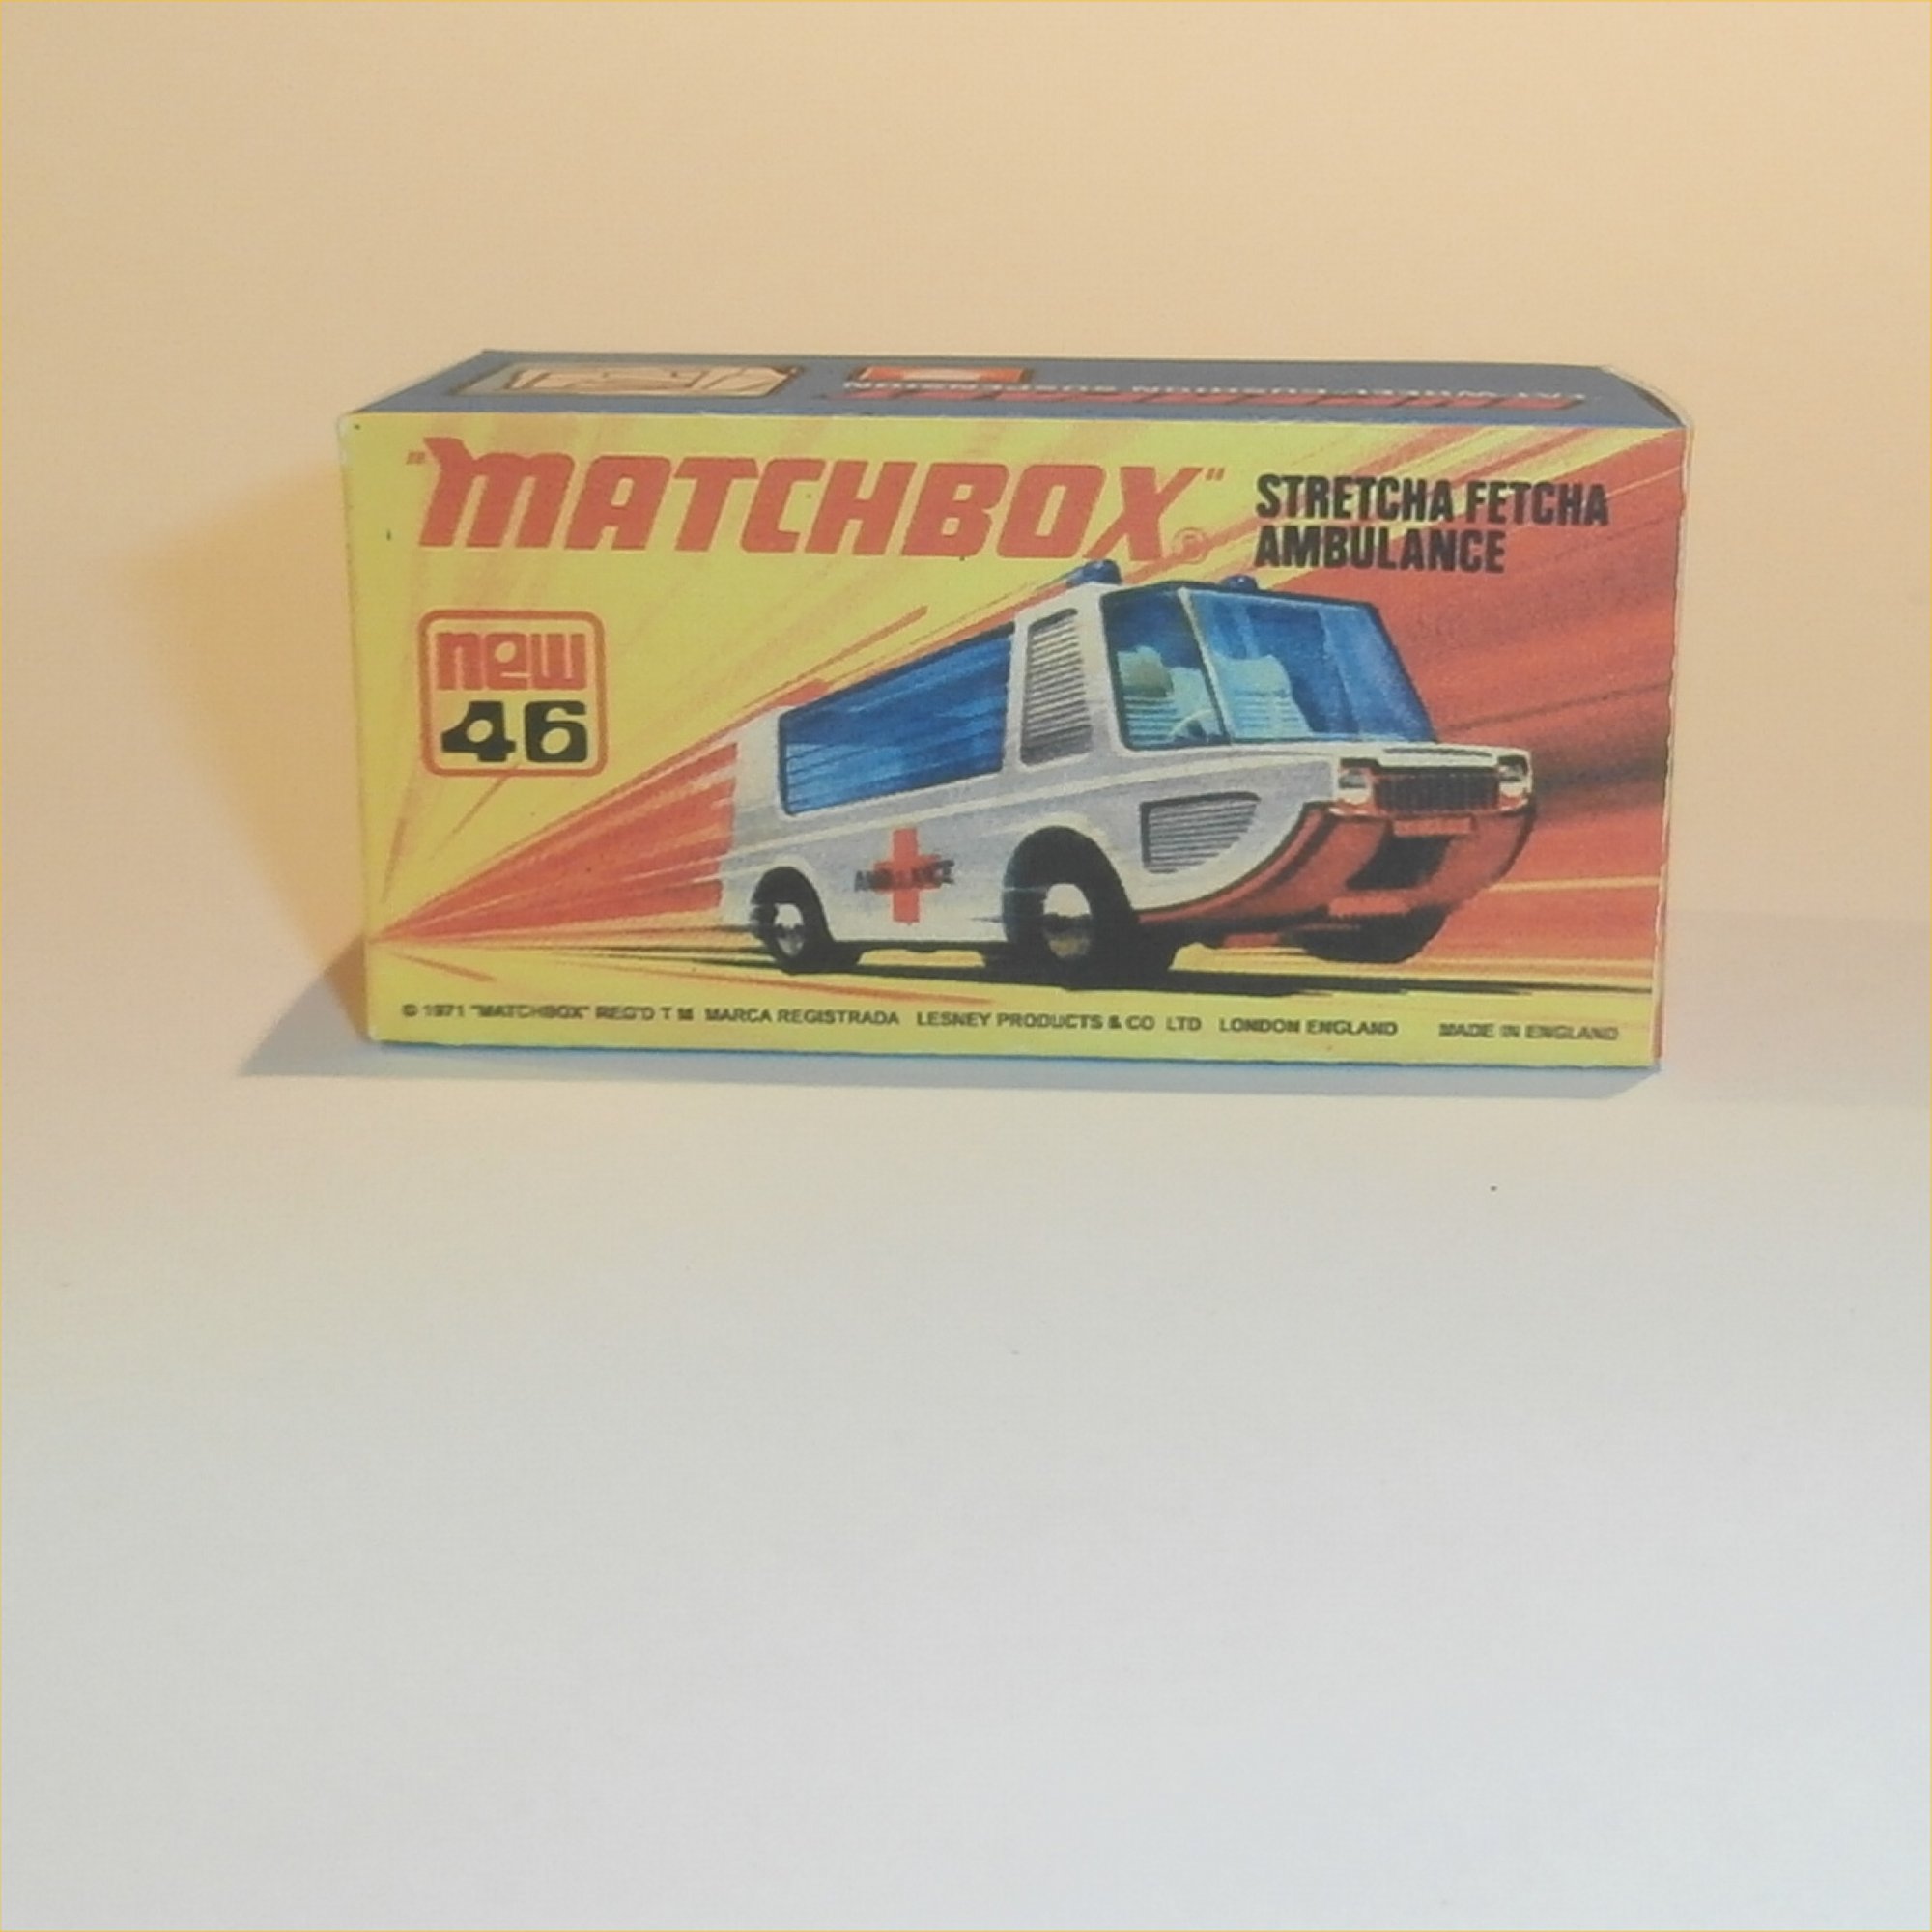 "MATCHBOX"®
STRETCHA FETCHA
AMBULANCE
new
46
AMBULANCE
© 1971 "MATCHBOX" REG'D T M MARCA REGISTRADA LESNEY PRODUCTS & CO LTD LONDON ENGLAND MADE IN ENGLAND